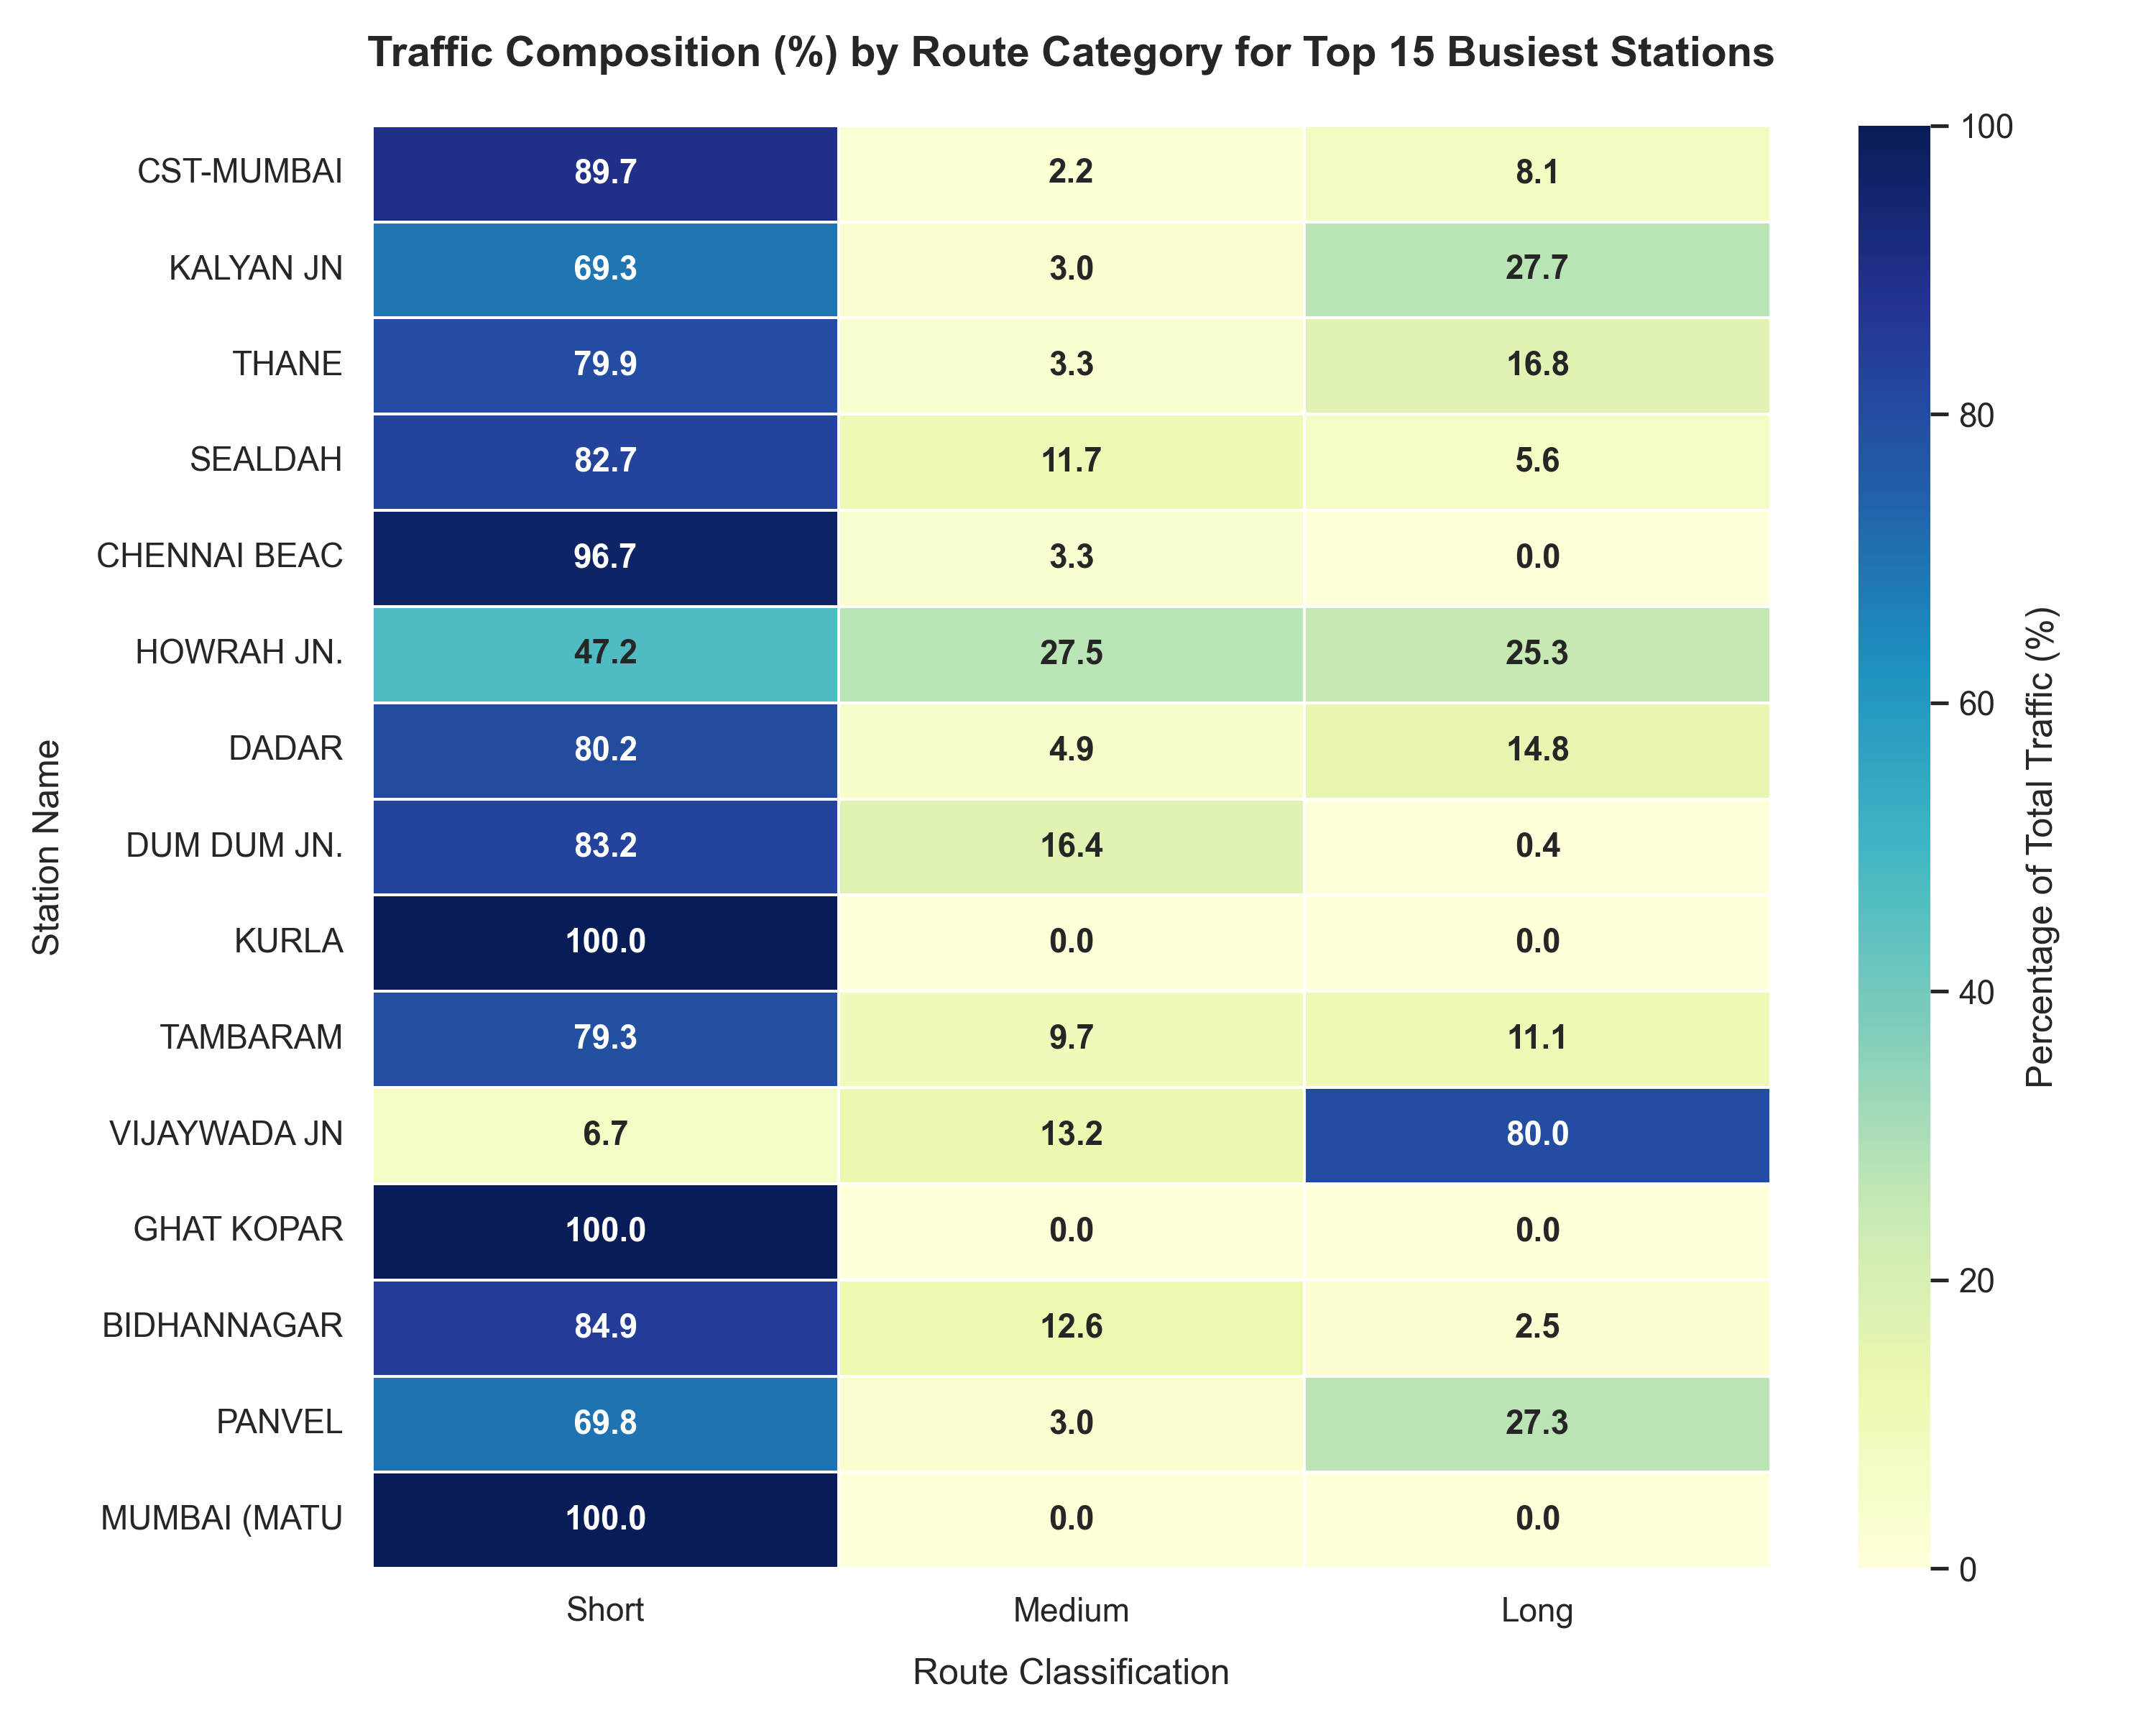 Traffic Composition (%) by Route Category for Top 15 Busiest Stations
Station Name
CST-MUMBAI 89.7 2.2 8.1
KALYAN JN 69.3 3.0 27.7
THANE 79.9 3.3 16.8
SEALDAH 82.7 11.7 5.6
CHENNAI BEAC 96.7 3.3 0.0
HOWRAH JN. 47.2 27.5 25.3
DADAR 80.2 4.9 14.8
DUM DUM JN. 83.2 16.4 0.4
KURLA 100.0 0.0 0.0
TAMBARAM 79.3 9.7 11.1
VIJAYWADA JN 6.7 13.2 80.0
GHAT KOPAR 100.0 0.0 0.0
BIDHANNAGAR 84.9 12.6 2.5
PANVEL 69.8 3.0 27.3
MUMBAI (MATU 100.0 0.0 0.0
Short Medium Long
Route Classification
100
80
60
40
20
0
Percentage of Total Traffic (%)